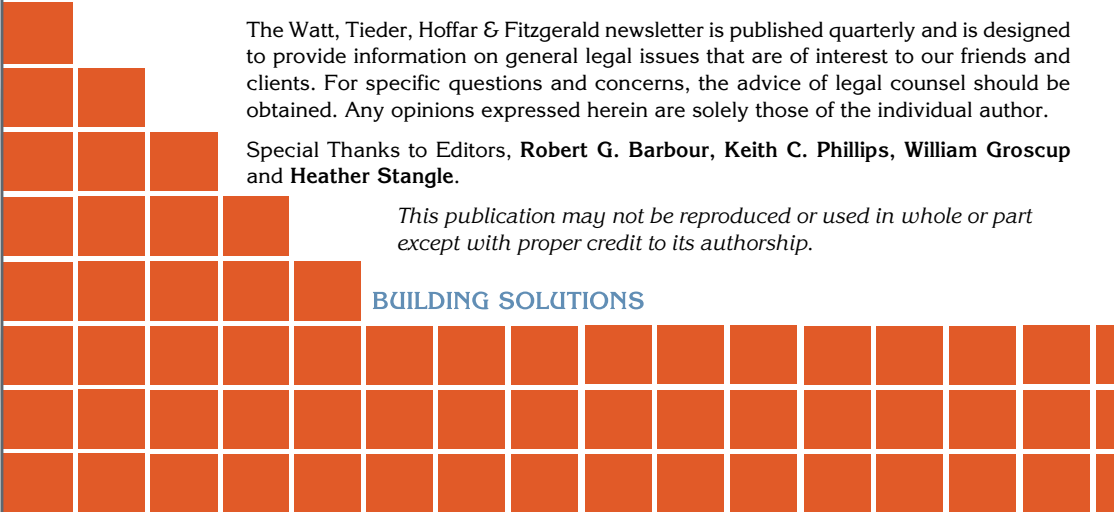 The Watt, Tieder, Hoffar & Fitzgerald newsletter is published quarterly and is designed
to provide information on general legal issues that are of interest to our friends and
clients. For specific questions and concerns, the advice of legal counsel should be
obtained. Any opinions expressed herein are solely those of the individual author.
Special Thanks to Editors, Robert G. Barbour, Keith C. Phillips, William Groscup
and Heather Stangle.
This publication may not be reproduced or used in whole or part
except with proper credit to its authorship.
BUILDING SOLUTIONS